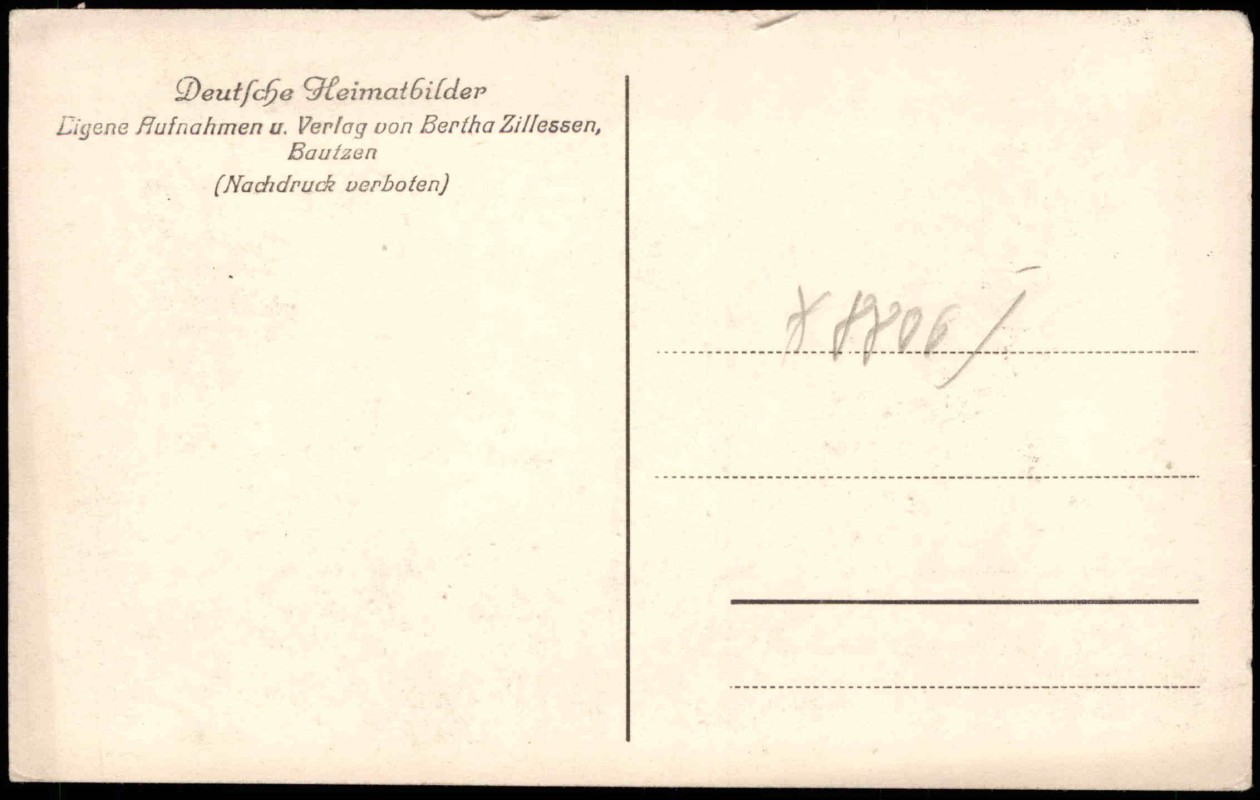 Deutſche Heimatbilder
Eigene Aufnahmen u. Verlag von Bertha Zillessen,
Bautzen
(Nachdruck verboten)